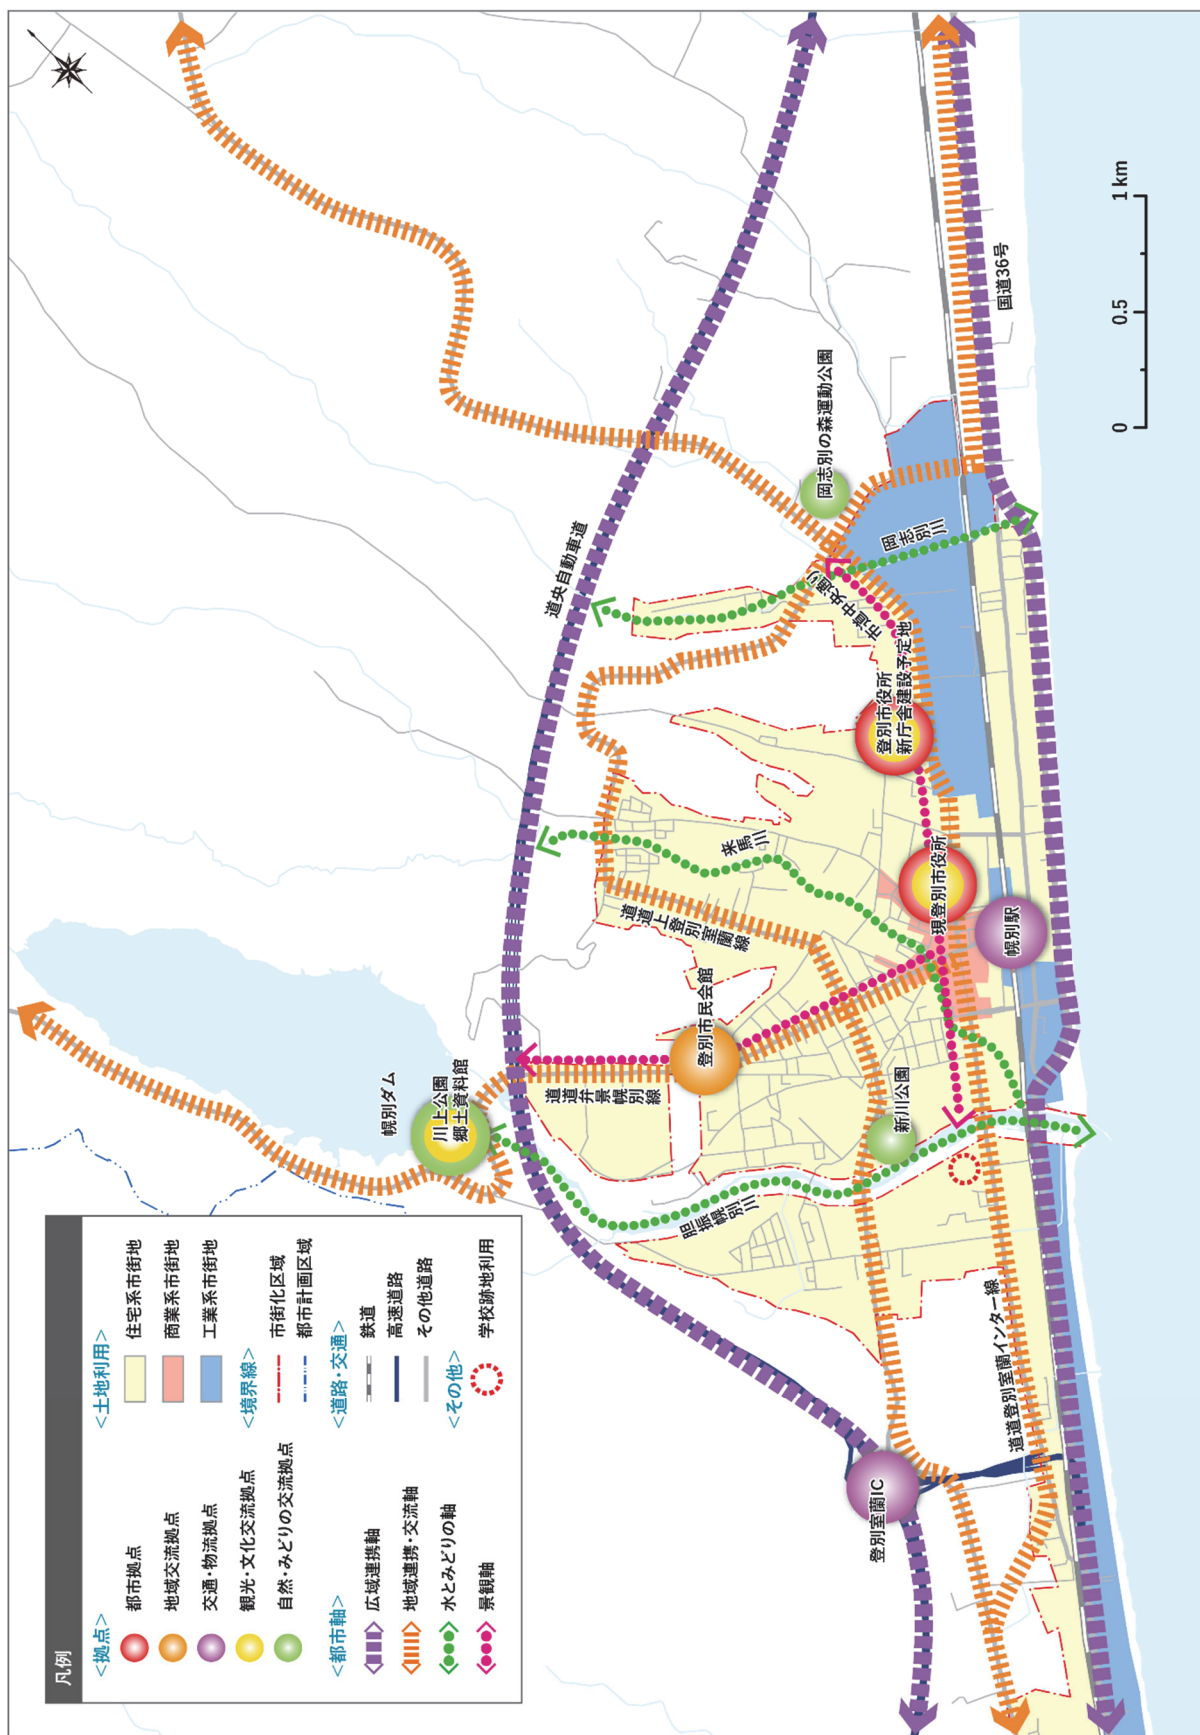 凡例
<拠点>
都市拠点
地域交流拠点
交通・物流拠点
観光・文化交流拠点
自然・みどりの交流拠点
<都市軸>
広域連携軸
地域連携・交流軸
水とみどりの軸
景観軸
<土地利用>
住宅系市街地
商業系市街地
工業系市街地
<境界線>
市街化区域
都市計画区域
<道路・交通>
鉄道
高速道路
その他道路
<その他>
学校跡地利用
幌別ダム
川上公園
郷土資料館
道央自動車道
道道弁景幌別線
登別市民会館
道道上登別室蘭線
来馬川
胆振幌別川
新川公園
登別室蘭IC
道道登別室蘭インター線
現登別市役所
幌別駅
登別市役所
新庁舎建設予定地
市道中央通り
岡志別川
岡志別の森運動公園
国道36号
0
0.5
1 km